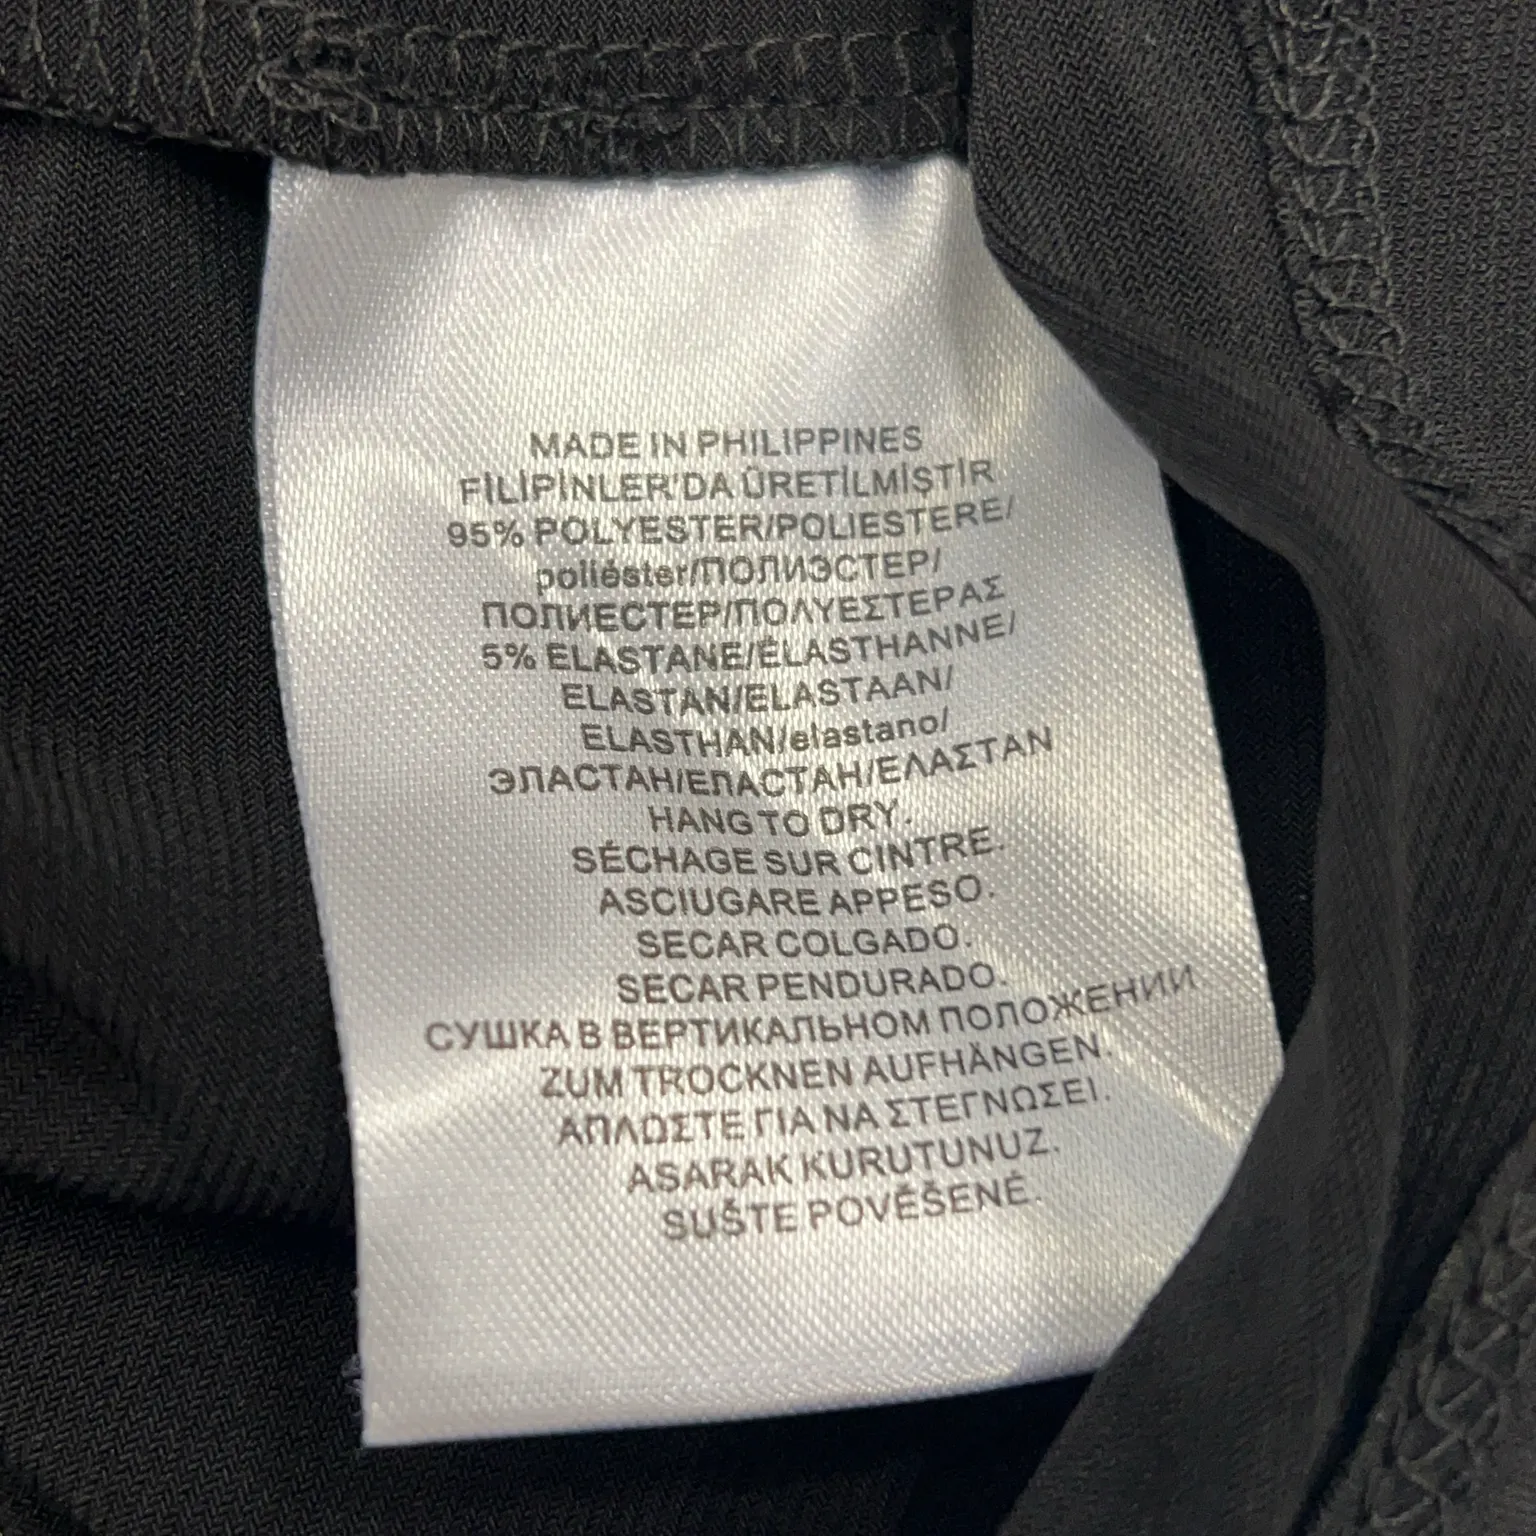 MADE IN PHILIPPINES
FİLİPİNLER'DA ÜRETİLMİŞTİR
95% POLYESTER/POLIESTERE/
poliéster/ПОЛИЭСТЕР/
ПОЛИЕСТЕР/ΠΟΛΥΕΣΤΕΡΑΣ
5% ELASTANE/ÉLASTHANNE/
ELASTAN/ELASTAAN/
ELASTHAN/elastano/
ЭЛАСТАН/ЕЛАСТАН/ΕΛΑΣΤΑΝ
HANG TO DRY.
SÉCHAGE SUR CINTRE.
ASCIUGARE APPESO.
SECAR COLGADO.
SECAR PENDURADO.
СУШКА В ВЕРТИКАЛЬНОМ ПОЛОЖЕНИИ
ZUM TROCKNEN AUFHÄNGEN.
ΑΠΛΩΣΤΕ ΓΙΑ ΝΑ ΣΤΕΓΝΩΣΕΙ.
ASARAK KURUTUNUZ.
SUŠTE POVĚŠENÉ.